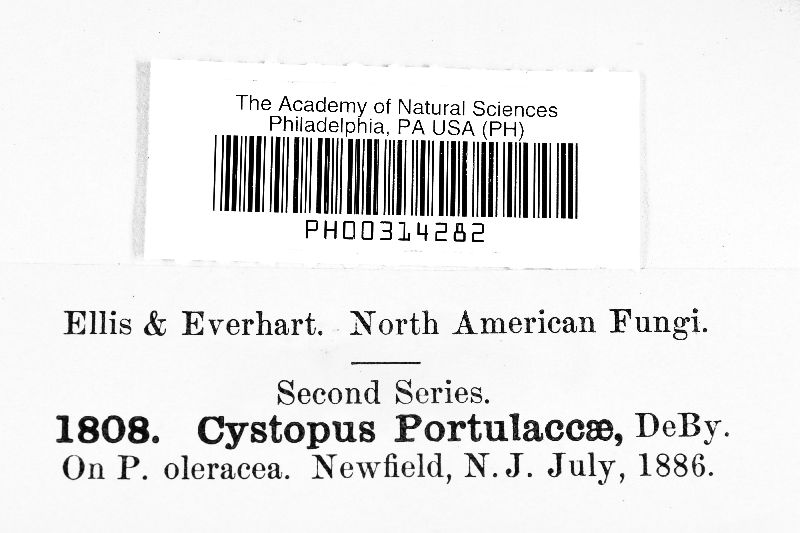 The Academy of Natural Sciences
Philadelphia, PA USA (PH)
PH00314282
Ellis & Everhart. North American Fungi.
Second Series.
1808. Cystopus Portulaccæ, DeBy.
On P. oleracea. Newfield, N. J. July, 1886.